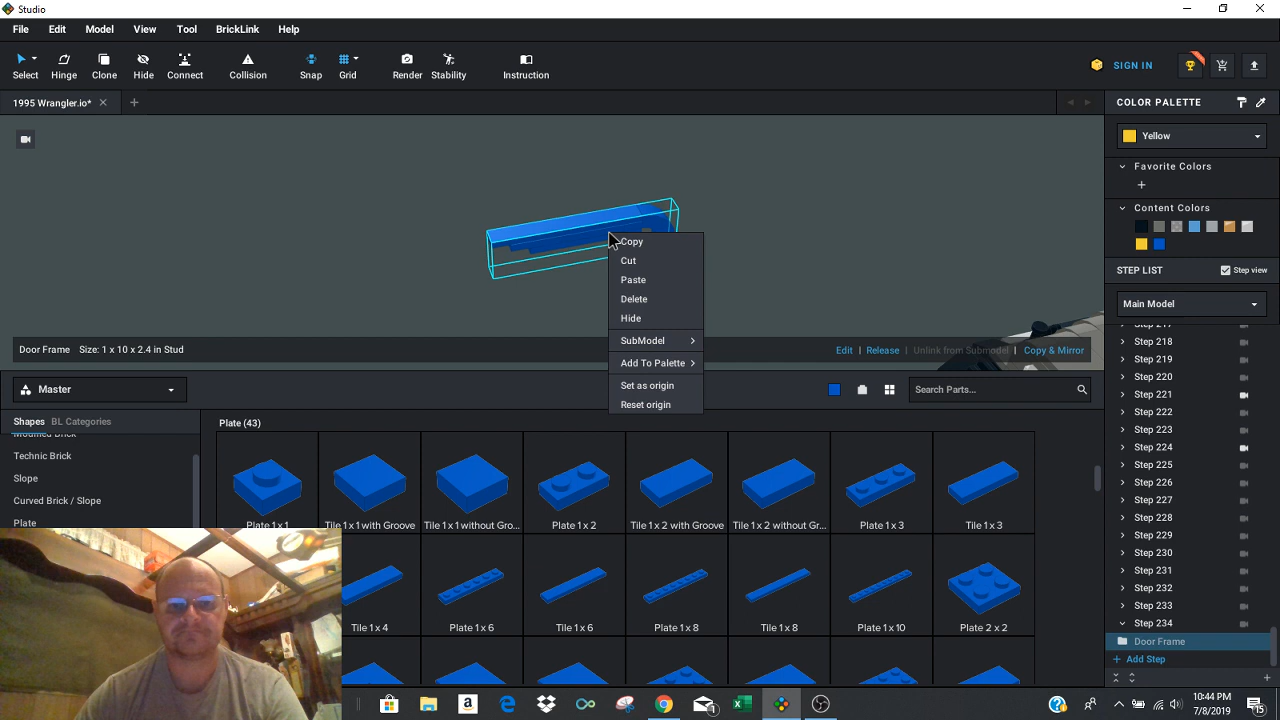 Studio
File Edit Model View Tool BrickLink Help
Select Hinge Clone Hide Connect Collision Snap Grid Render Stability Instruction
SIGN IN
1995 Wrangler.io*
COLOR PALETTE
Yellow
Favorite Colors
Content Colors
STEP LIST Step view
Main Model
Step 217
Step 218
Step 219
Step 220
Step 221
Step 222
Step 223
Step 224
Step 225
Step 226
Step 227
Step 228
Step 229
Step 230
Step 231
Step 232
Step 233
Step 234
Door Frame
Add Step
Copy
Cut
Paste
Delete
Hide
SubModel
Add To Palette
Set as origin
Reset origin
Door Frame Size: 1 x 10 x 2.4 in Stud
Edit | Release | Unlink from Submodel | Copy & Mirror
Master
Search Parts...
Shapes BL Categories
Modified Brick
Technic Brick
Slope
Curved Brick / Slope
Plate
Plate (43)
Plate 1 x 1 Tile 1 x 1 with Groove Tile 1 x 1 without Gro... Plate 1 x 2 Tile 1 x 2 with Groove Tile 1 x 2 without Gr... Plate 1 x 3 Tile 1 x 3
Tile 1 x 4 Plate 1 x 6 Tile 1 x 6 Plate 1 x 8 Tile 1 x 8 Plate 1 x 10 Plate 2 x 2
10:44 PM
7/8/2019
15